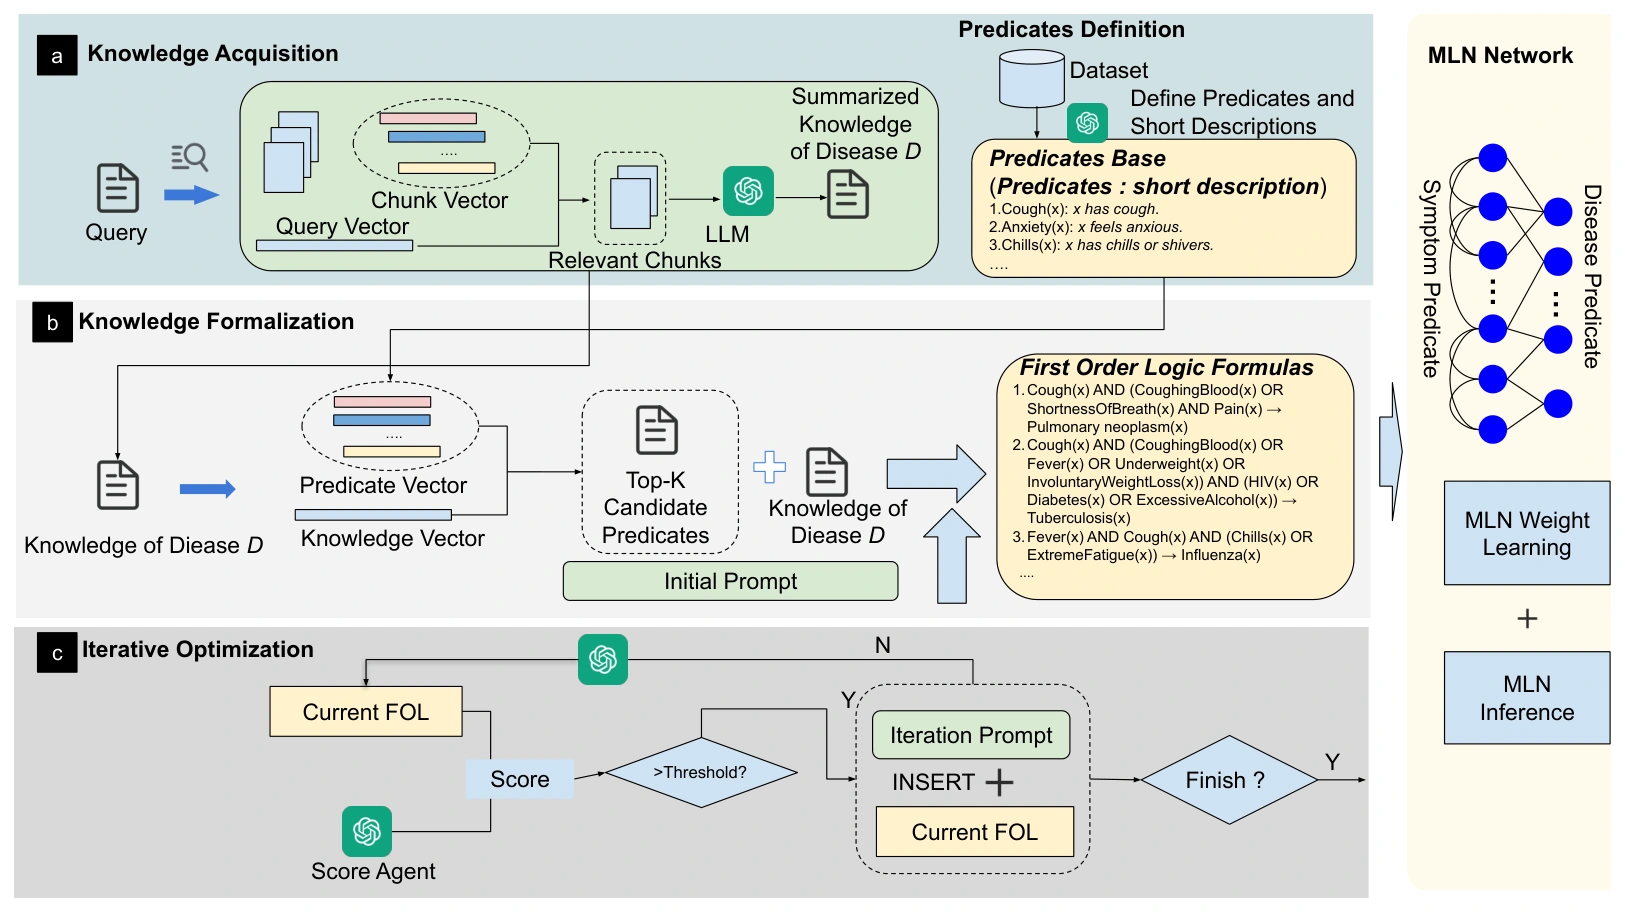 a
Knowledge Acquisition
Query
Chunk Vector
....
Query Vector
Relevant Chunks
LLM
Summarized
Knowledge
of Disease D
Predicates Definition
Dataset
Define Predicates and
Short Descriptions
Predicates Base
(Predicates : short description)
1.Cough(x): x has cough.
2.Anxiety(x): x feels anxious.
3.Chills(x): x has chills or shivers.
....
b
Knowledge Formalization
Knowledge of Diease D
....
Predicate Vector
Knowledge Vector
Top-K
Candidate
Predicates
Knowledge of
Diease D
Initial Prompt
First Order Logic Formulas
1. Cough(x) AND (CoughingBlood(x) OR
ShortnessOfBreath(x) AND Pain(x) →
Pulmonary neoplasm(x)
2. Cough(x) AND (CoughingBlood(x) OR
Fever(x) OR Underweight(x) OR
InvoluntaryWeightLoss(x)) AND (HIV(x) OR
Diabetes(x) OR ExcessiveAlcohol(x)) →
Tuberculosis(x)
3. Fever(x) AND Cough(x) AND (Chills(x) OR
ExtremeFatigue(x)) → Influenza(x)
....
c
Iterative Optimization
Current FOL
Score
Score Agent
>Threshold?
Y
N
Iteration Prompt
INSERT +
Current FOL
Finish ?
Y
MLN Network
Symptom Predicate
Disease Predicate
MLN Weight
Learning
+
MLN
Inference